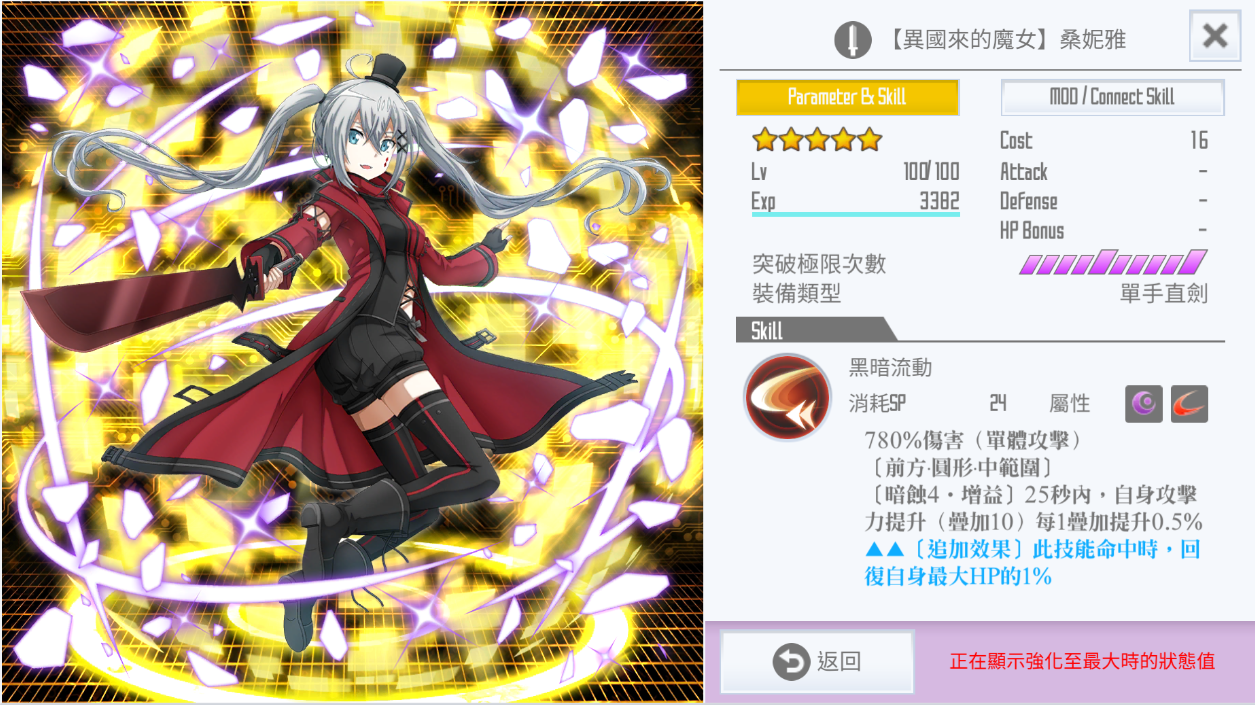 【異國來的魔女】桑妮雅
Parameter & Skill
MOD / Connect Skill
Lv 100/100
Exp 3382
Cost 16
Attack -
Defense -
HP Bonus -
突破極限次數
裝備類型 單手直劍
Skill
黑暗流動
消耗SP 24 屬性
780%傷害（單體攻擊）
〔前方·圓形·中範圍〕
〔暗蝕4・增益〕25秒內，自身攻擊
力提升（疊加10）每1疊加提升0.5%
▲▲〔追加效果〕此技能命中時，回
復自身最大HP的1%
返回
正在顯示強化至最大時的狀態值